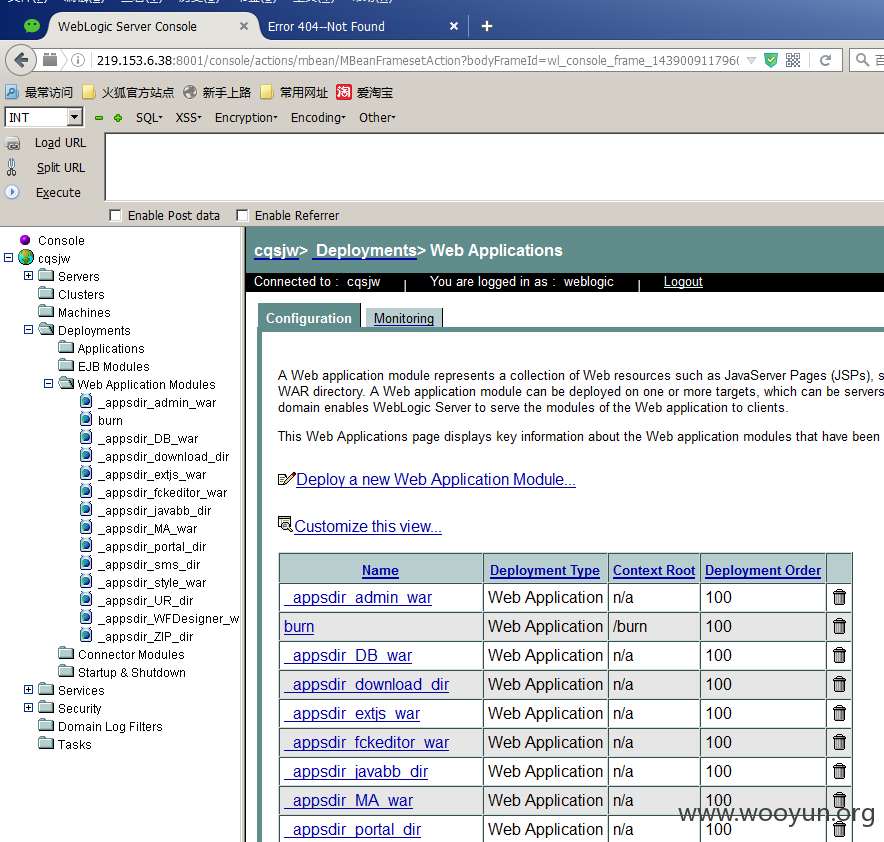 WebLogic Server Console
Error 404--Not Found
219.153.6.38:8001/console/actions/mbean/MBeanFramesetAction?bodyFrameId=wl_console_frame_1439009117960
最常访问 火狐官方站点 新手上路 常用网址 淘 爱淘宝
INT SQL XSS Encryption Encoding Other
Load URL
Split URL
Execute
Enable Post data Enable Referrer
Console
cqsjw
Servers
Clusters
Machines
Deployments
Applications
EJB Modules
Web Application Modules
_appsdir_admin_war
burn
_appsdir_DB_war
_appsdir_download_dir
_appsdir_extjs_war
_appsdir_fckeditor_war
_appsdir_javabb_dir
_appsdir_MA_war
_appsdir_portal_dir
_appsdir_sms_dir
_appsdir_style_war
_appsdir_UR_dir
_appsdir_WFDesigner_w
_appsdir_ZIP_dir
Connector Modules
Startup & Shutdown
Services
Security
Domain Log Filters
Tasks
cqsjw> Deployments> Web Applications
Connected to : cqsjw | You are logged in as : weblogic | Logout
Configuration Monitoring
A Web application module represents a collection of Web resources such as JavaServer Pages (JSPs), s
WAR directory. A Web application module can be deployed on one or more targets, which can be servers
domain enables WebLogic Server to serve the modules of the Web application to clients.
This Web Applications page displays key information about the Web application modules that have been
Deploy a new Web Application Module...
Customize this view...
Name Deployment Type Context Root Deployment Order
_appsdir_admin_war Web Application n/a 100
burn Web Application /burn 100
_appsdir_DB_war Web Application n/a 100
_appsdir_download_dir Web Application n/a 100
_appsdir_extjs_war Web Application n/a 100
_appsdir_fckeditor_war Web Application n/a 100
_appsdir_javabb_dir Web Application n/a 100
_appsdir_MA_war Web Application n/a 100
_appsdir_portal_dir Web Application n/a 100
www.wooyun.org